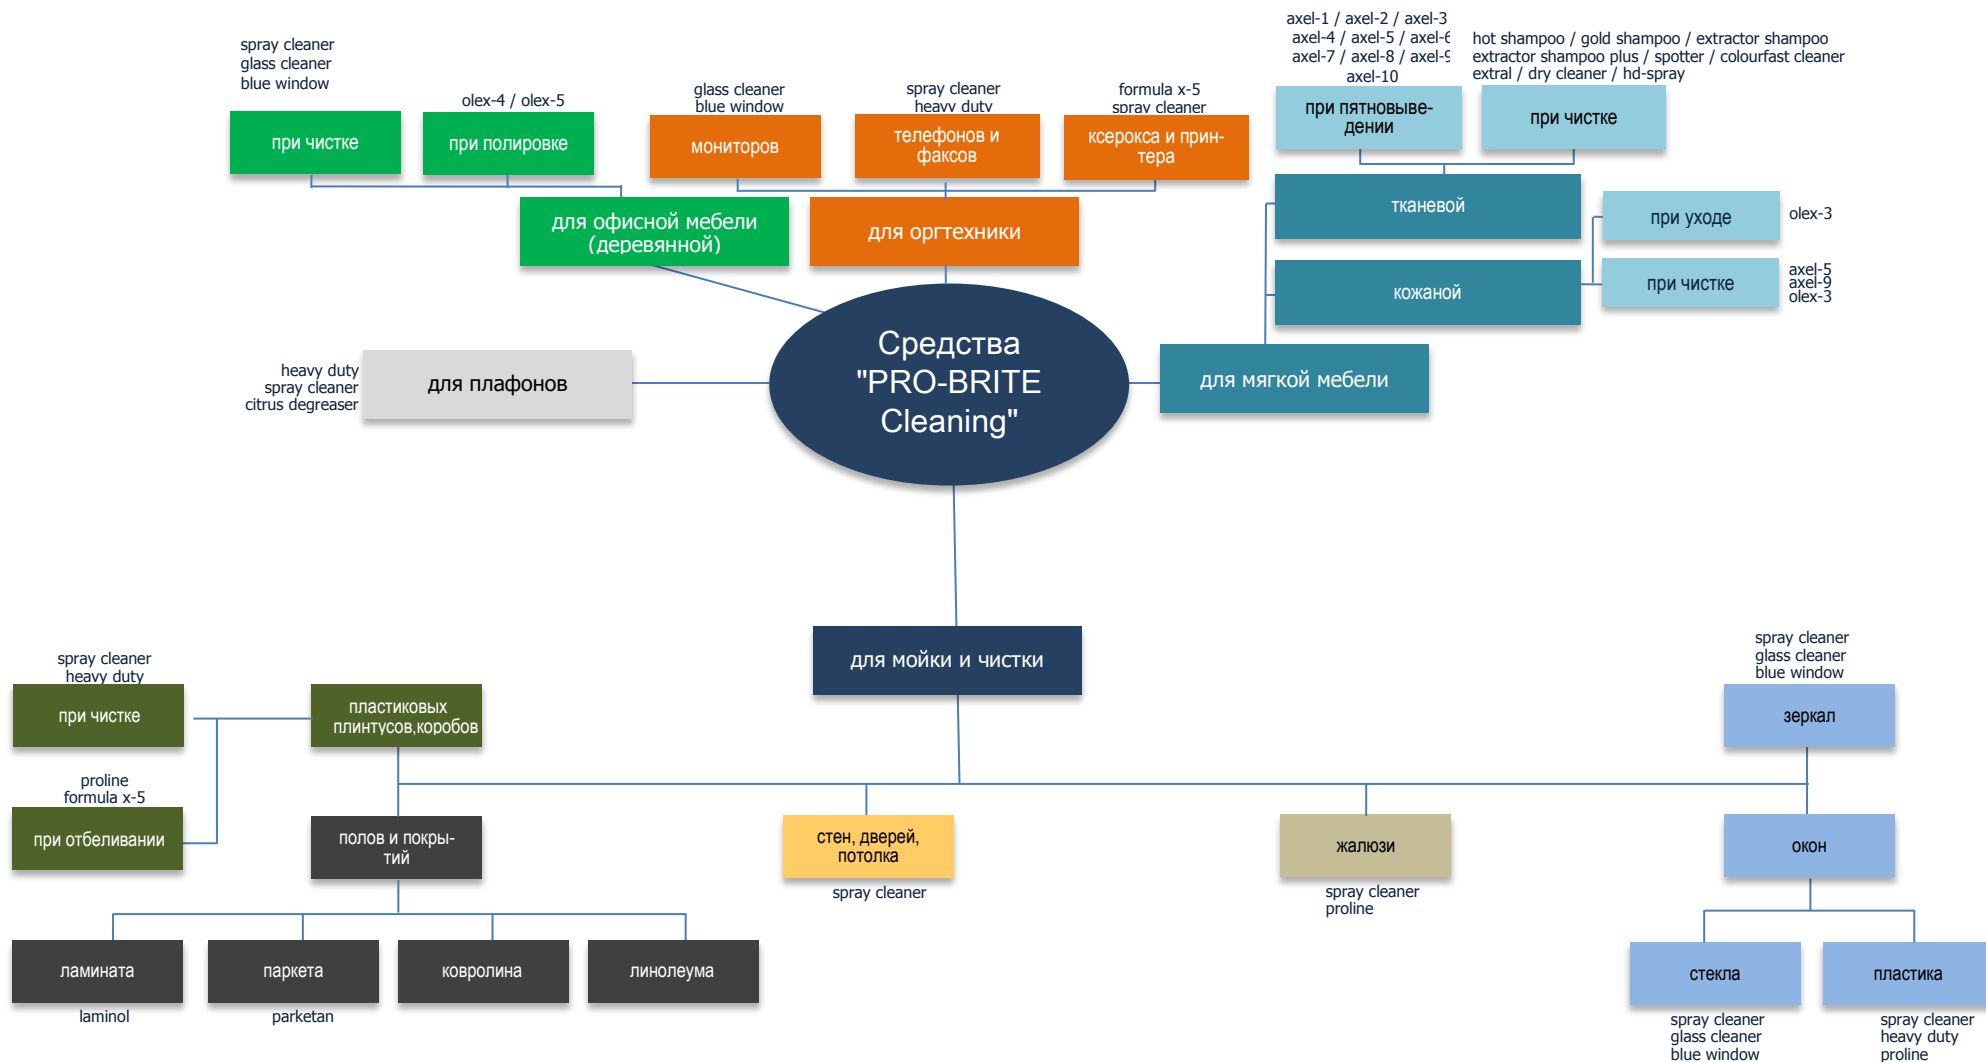 axel-1 / axel-2 / axel-3
axel-4 / axel-5 / axel-6
axel-7 / axel-8 / axel-9
axel-10
hot shampoo / gold shampoo / extractor shampoo
extractor shampoo plus / spotter / colourfast cleaner
extral / dry cleaner / hd-spray
spray cleaner
glass cleaner
blue window
olex-4 / olex-5
glass cleaner
blue window
spray cleaner
heavy duty
formula x-5
spray cleaner
при чистке
при полировке
мониторов
телефонов и
факсов
ксерокса и прин-
тера
при пятновыве-
дении
при чистке
для офисной мебели
(деревянной)
для оргтехники
тканевой
при уходе
olex-3
кожаной
при чистке
axel-5
axel-9
olex-3
heavy duty
spray cleaner
citrus degreaser
для плафонов
Средства
"PRO-BRITE
Cleaning"
для мягкой мебели
для мойки и чистки
spray cleaner
heavy duty
при чистке
пластиковых
плинтусов,коробов
spray cleaner
glass cleaner
blue window
зеркал
proline
formula x-5
при отбеливании
полов и покры-
тий
стен, дверей,
потолка
spray cleaner
жалюзи
spray cleaner
proline
окон
ламината
laminol
паркета
parketan
ковролина
линолеума
стекла
spray cleaner
glass cleaner
blue window
пластика
spray cleaner
heavy duty
proline